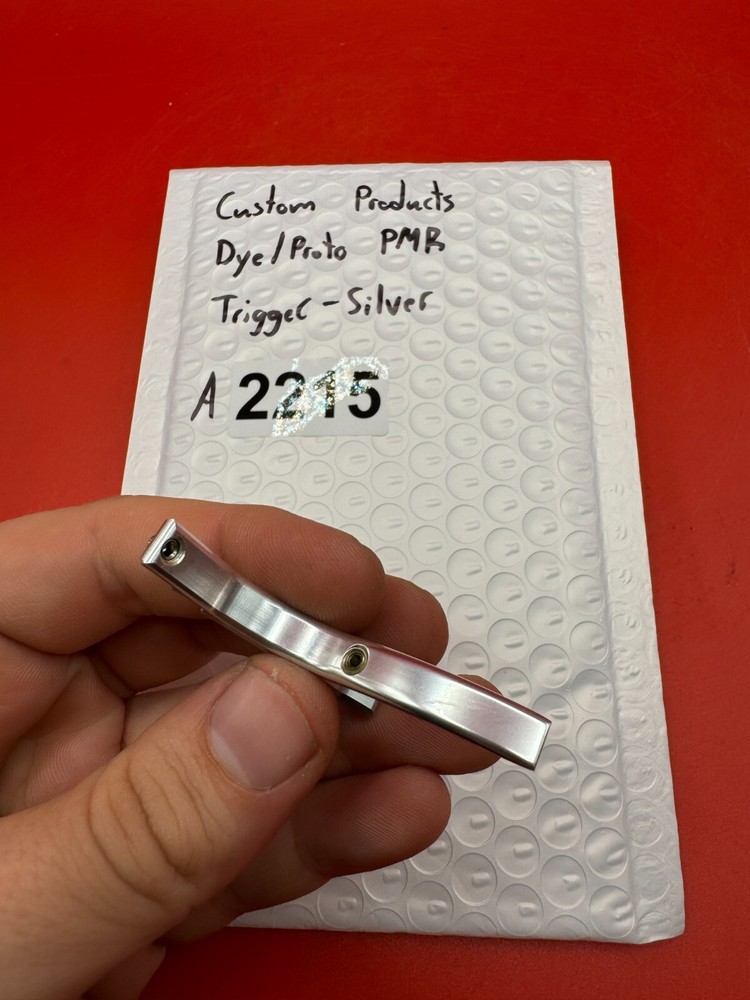 Custom Products
Dye/Proto PMR
Trigger - Silver
A 2215